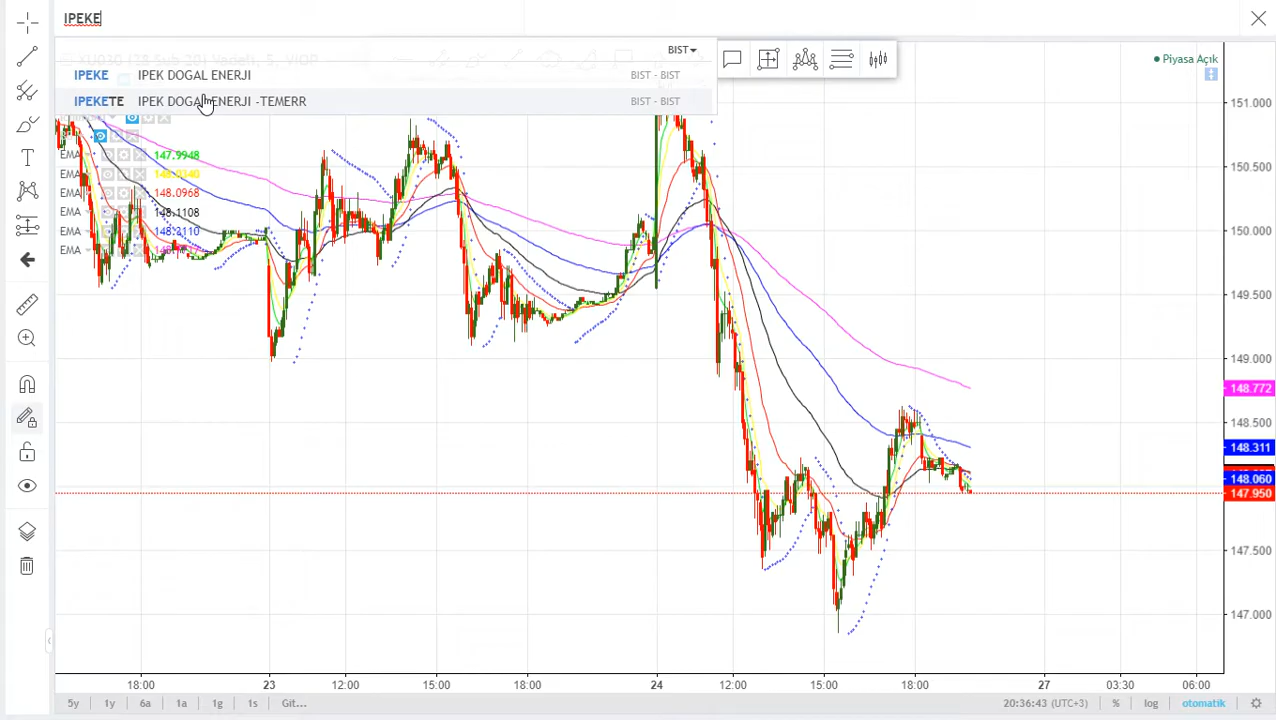 IPEKE
BIST
IPEKE IPEK DOGAL ENERJI BIST - BIST
IPEKETE IPEK DOGAL ENERJI -TEMERR BIST - BIST
Piyasa Açık
EMA 147.9948
EMA
EMA 148.0968
EMA 148.1108
EMA 148.3110
EMA
151.000
150.500
150.000
149.500
149.000
148.772
148.500
148.311
148.060
147.950
147.500
147.000
18:00 23 12:00 15:00 18:00 24 12:00 15:00 18:00 27 03:30 06:00
5y 1y 6a 1a 1g 1s Git... 20:36:43 (UTC+3) % log otomatik